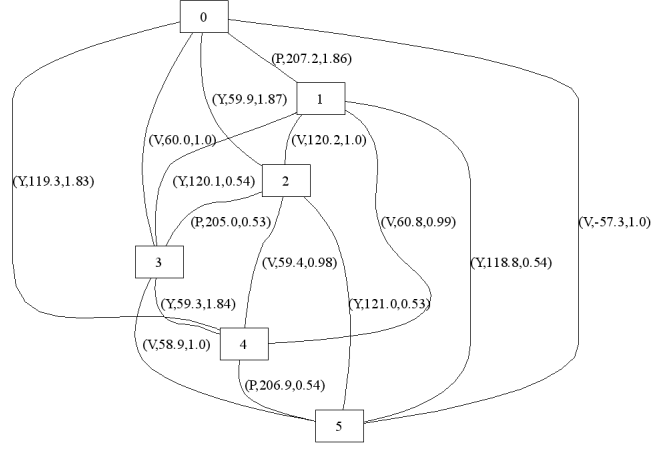 0
(P,207.2,1.86)
(Y,59.9,1.87)
1
(V,60.0,1.0)
(V,120.2,1.0)
(Y,119.3,1.83)
(Y,120.1,0.54)
2
(P,205.0,0.53)
(V,60.8,0.99)
(V,-57.3,1.0)
3
(V,59.4,0.98)
(Y,118.8,0.54)
(Y,59.3,1.84)
(Y,121.0,0.53)
(V,58.9,1.0)
4
(P,206.9,0.54)
5